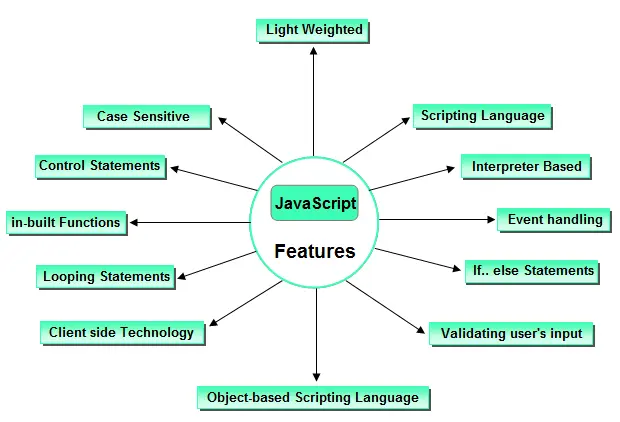 Light Weighted
Case Sensitive
Scripting Language
Control Statements
Interpreter Based
JavaScript
in-built Functions
Event handling
Features
Looping Statements
If.. else Statements
Client side Technology
Validating user's input
Object-based Scripting Language